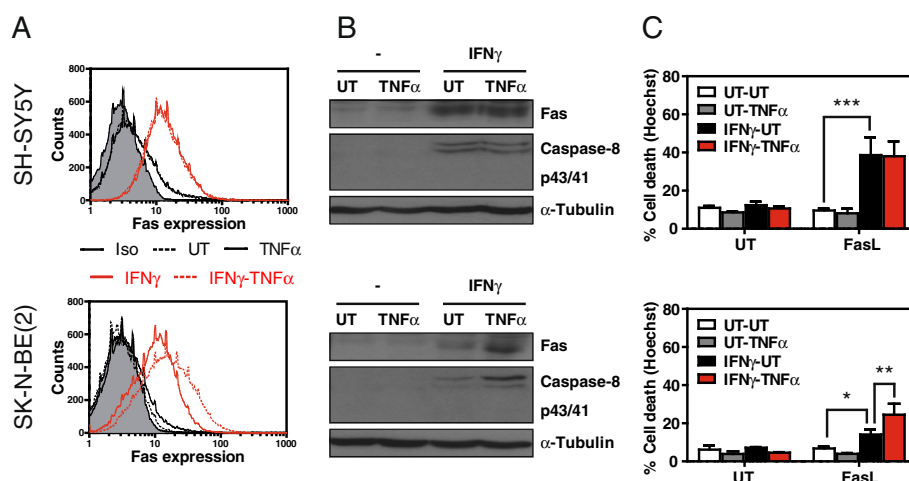 A
SH-SY5Y
Counts
800
600
400
200
0
1
10
100
1000
Fas expression
Iso
UT
TNFα
IFNγ
IFNγ-TNFα
SK-N-BE(2)
Counts
800
600
400
200
0
1
10
100
1000
Fas expression
B
-
IFNγ
UT
TNFα
UT
TNFα
Fas
Caspase-8
p43/41
α-Tubulin
-
IFNγ
UT
TNFα
UT
TNFα
Fas
Caspase-8
p43/41
α-Tubulin
C
% Cell death (Hoechst)
80
60
40
20
0
UT-UT
UT-TNFα
IFNγ-UT
IFNγ-TNFα
***
UT
FasL
% Cell death (Hoechst)
80
60
40
20
0
UT-UT
UT-TNFα
IFNγ-UT
IFNγ-TNFα
*
**
UT
FasL